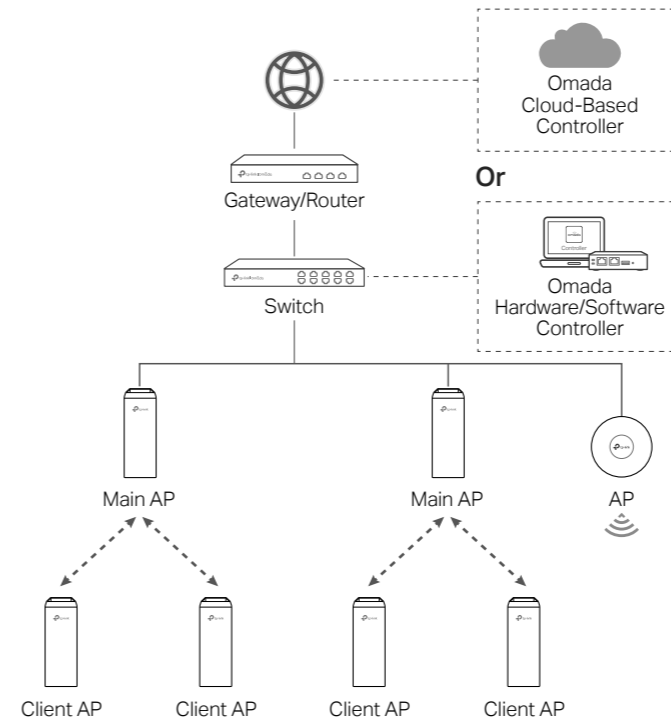 Omada
Cloud-Based
Controller
Or
Gateway/Router
Controller
Omada
Hardware/Software
Controller
Switch
Main AP
Main AP
AP
Client AP
Client AP
Client AP
Client AP